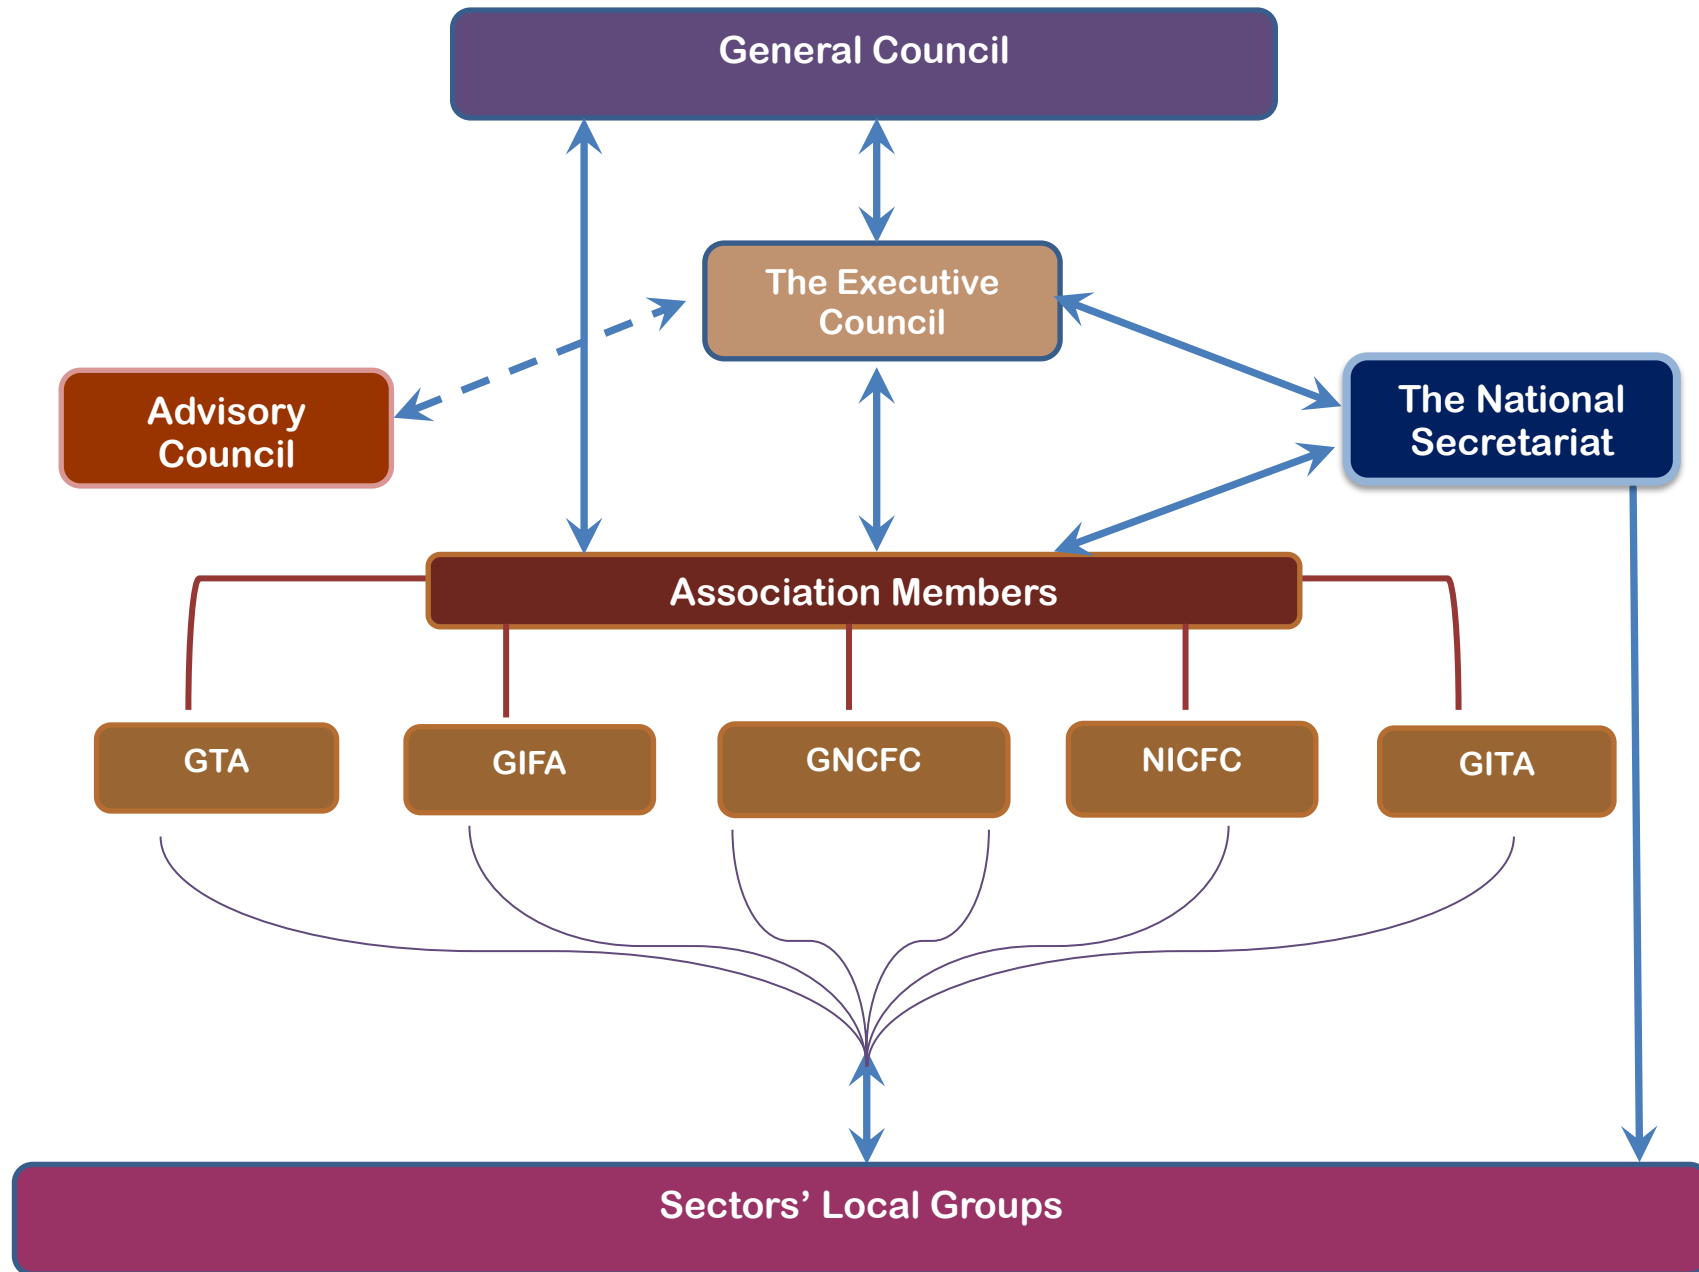 General Council
The Executive
Council
Advisory
Council
The National
Secretariat
Association Members
GTA
GIFA
GNCFC
NICFC
GITA
Sectors’ Local Groups